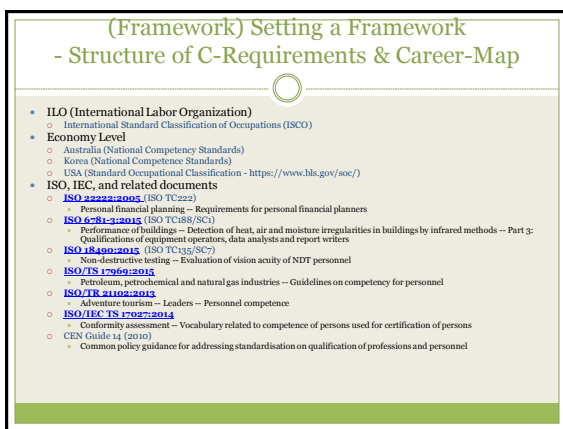 (Framework) Setting a Framework
- Structure of C-Requirements & Career-Map
ILO (International Labor Organization)
International Standard Classification of Occupations (ISCO)
Economy Level
Australia (National Competency Standards)
Korea (National Competence Standards)
USA (Standard Occupational Classification - https://www.bls.gov/soc/)
ISO, IEC, and related documents
ISO 22222:2005 (ISO TC222)
Personal financial planning -- Requirements for personal financial planners
ISO 6781-3:2015 (ISO TC188/SC1)
Performance of buildings -- Detection of heat, air and moisture irregularities in buildings by infrared methods -- Part 3:
Qualifications of equipment operators, data analysts and report writers
ISO 18490:2015 (ISO TC135/SC7)
Non-destructive testing -- Evaluation of vision acuity of NDT personnel
ISO/TS 17969:2015
Petroleum, petrochemical and natural gas industries -- Guidelines on competency for personnel
ISO/TR 21102:2013
Adventure tourism -- Leaders -- Personnel competence
ISO/IEC TS 17027:2014
Conformity assessment -- Vocabulary related to competence of persons used for certification of persons
CEN Guide 14 (2010)
Common policy guidance for addressing standardisation on qualification of professions and personnel